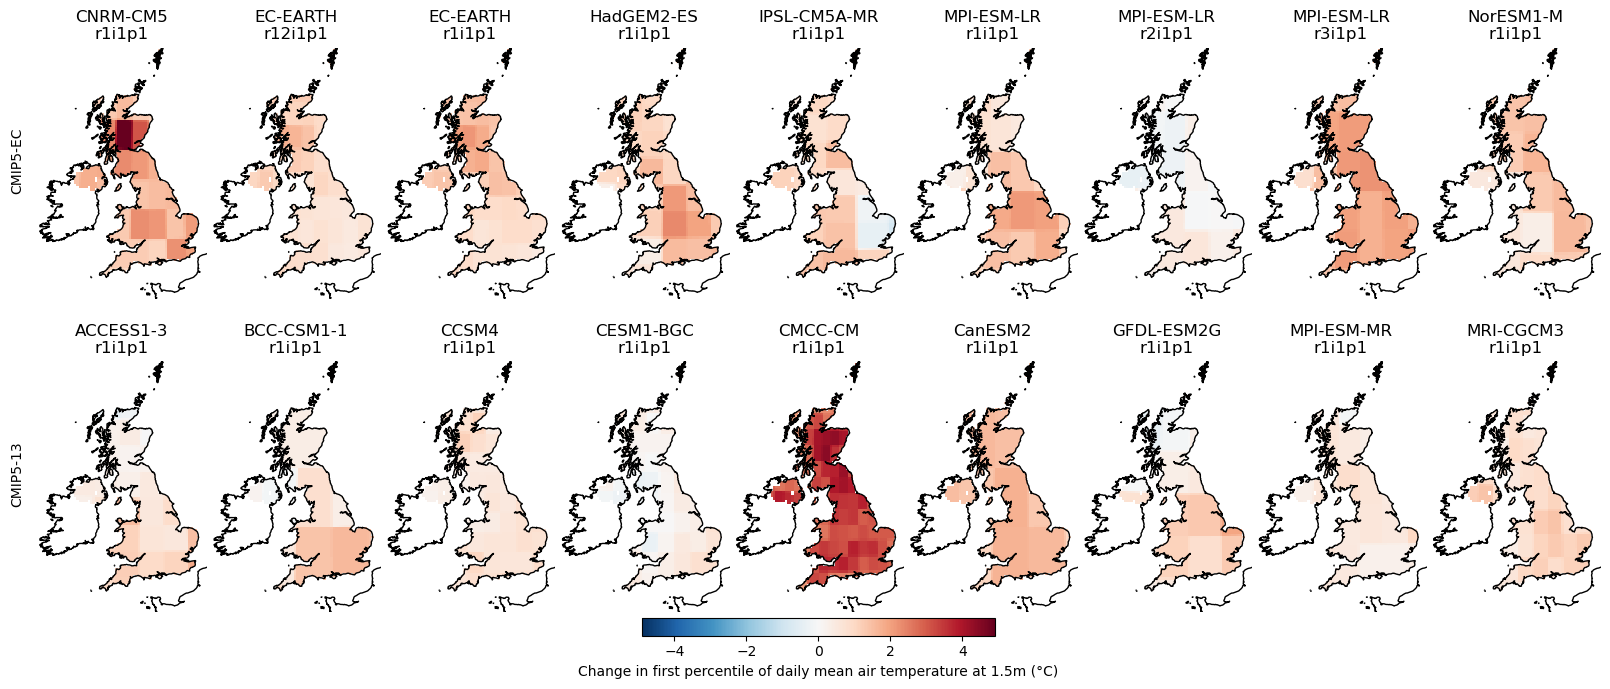 CNRM-CM5 EC-EARTH EC-EARTH HadGEM2-ES IPSL-CM5A-MR MPI-ESM-LR MPI-ESM-LR MPI-ESM-LR NorESM1-M
r1i1p1 r12i1p1 r1i1p1 r1i1p1 r1i1p1 r1i1p1 r2i1p1 r3i1p1 r1i1p1
CMIP5-EC
ACCESS1-3 BCC-CSM1-1 CCSM4 CESM1-BGC CMCC-CM CanESM2 GFDL-ESM2G MPI-ESM-MR MRI-CGCM3
r1i1p1 r1i1p1 r1i1p1 r1i1p1 r1i1p1 r1i1p1 r1i1p1 r1i1p1 r1i1p1
CMIP5-13
−4 −2 0 2 4
Change in first percentile of daily mean air temperature at 1.5m (°C)